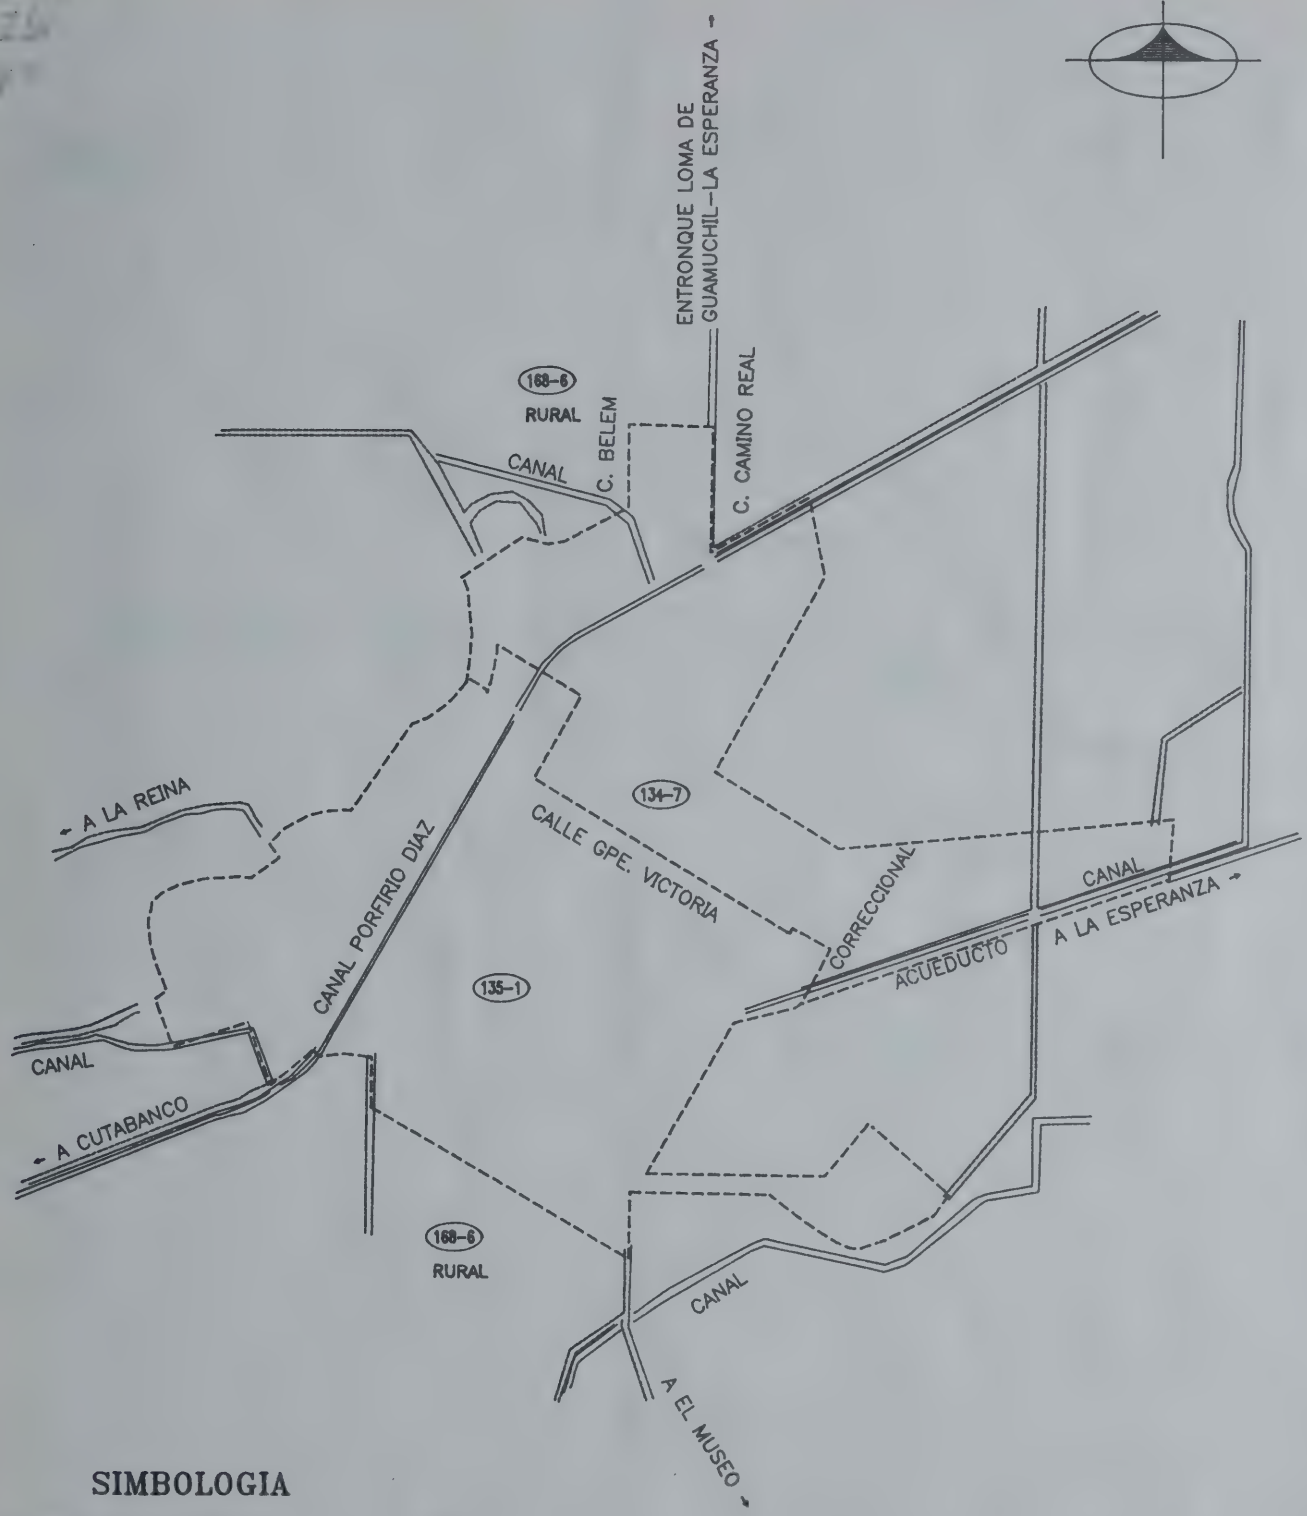 ENTRONQUE LOMA DE
GUAMUCHIL-LA ESPERANZA →
168-6
RURAL
C. BELEM
C. CAMINO REAL
CANAL
134-7
← A LA REINA
CALLE GPE. VICTORIA
CANAL PORFIRIO DIAZ
CORRECCIONAL
CANAL
A LA ESPERANZA →
ACUEDUCTO
135-1
CANAL
← A CUTABANCO
168-6
RURAL
CANAL
A EL MUSEO →
SIMBOLOGIA